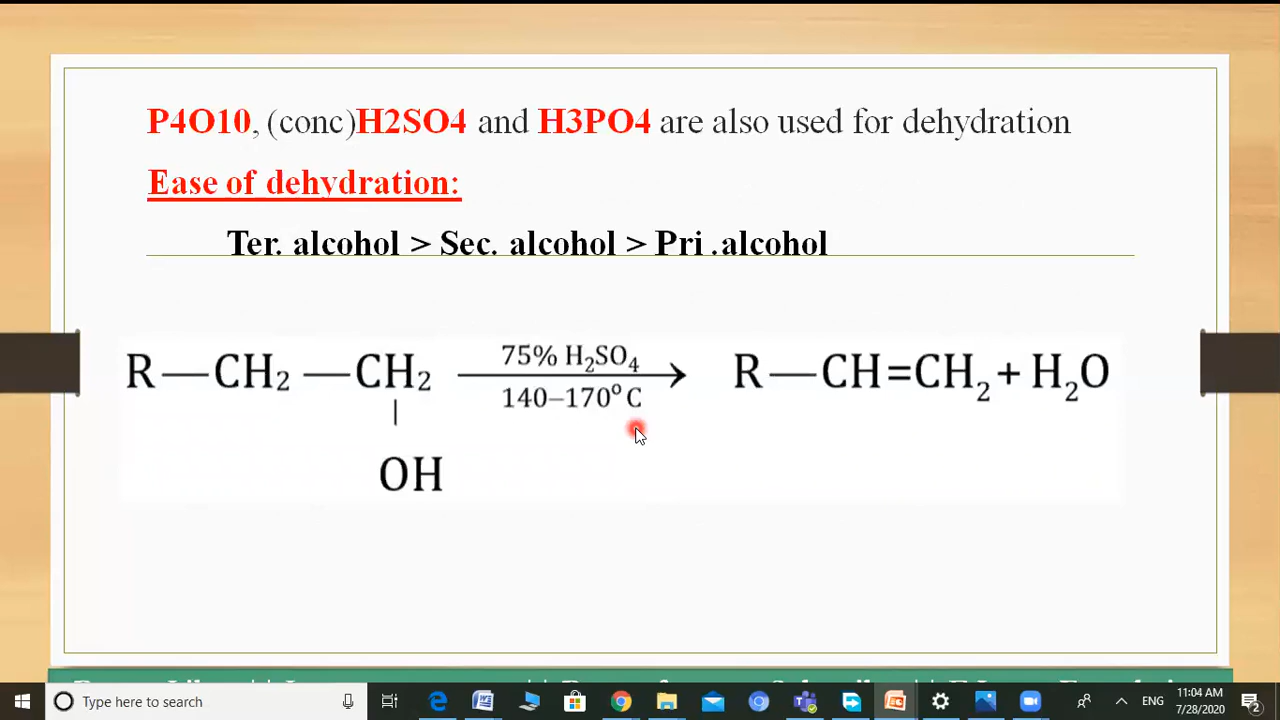 P4O10, (conc)H2SO4 and H3PO4 are also used for dehydration
Ease of dehydration:
Ter. alcohol > Sec. alcohol > Pri .alcohol
R—CH₂—CH₂ 75% H₂SO₄ 140–170⁰ C → R—CH=CH₂ + H₂O
|
OH
Type here to search
ENG
11:04 AM
7/28/2020
2